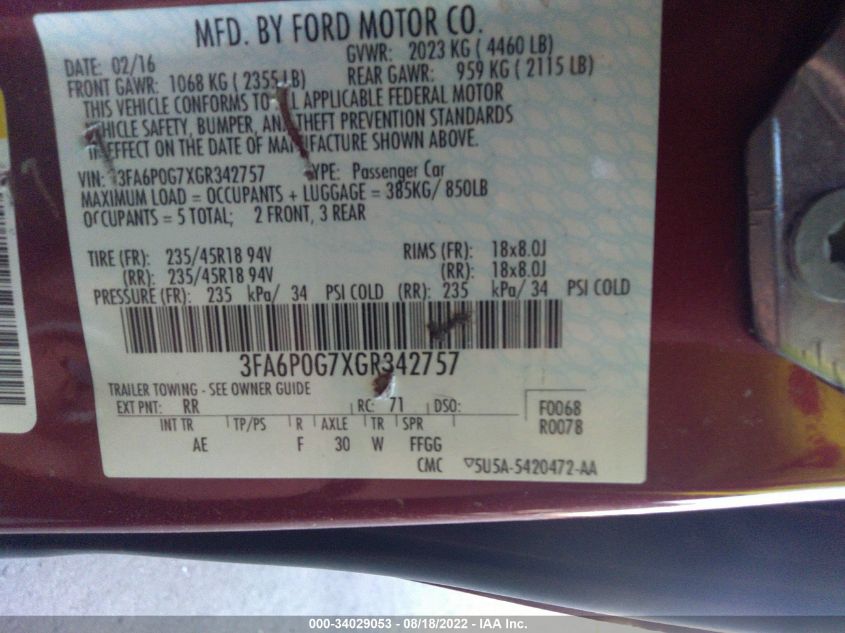 MFD. BY FORD MOTOR CO.
DATE: 02/16 GVWR: 2023 KG ( 4460 LB)
FRONT GAWR: 1068 KG ( 2355 LB) REAR GAWR: 959 KG ( 2115 LB)
THIS VEHICLE CONFORMS TO ALL APPLICABLE FEDERAL MOTOR
VEHICLE SAFETY, BUMPER, AND THEFT PREVENTION STANDARDS
IN EFFECT ON THE DATE OF MANUFACTURE SHOWN ABOVE.
VIN: 3FA6P0G7XGR342757 TYPE: Passenger Car
MAXIMUM LOAD = OCCUPANTS + LUGGAGE = 385KG/ 850LB
OCCUPANTS = 5 TOTAL; 2 FRONT, 3 REAR
TIRE (FR): 235/45R18 94V RIMS (FR): 18x8.0J
(RR): 235/45R18 94V (RR): 18x8.0J
PRESSURE (FR): 235 kPa/ 34 PSI COLD (RR): 235 kPa/ 34 PSI COLD
3FA6P0G7XGR342757
TRAILER TOWING - SEE OWNER GUIDE
EXT PNT: RR RC: 71 DSO: F0068
INT TR TP/PS R AXLE TR SPR R0078
AE F 30 W FFGG
CMC 5U5A-5420472-AA
000-34029053 - 08/18/2022 - IAA Inc.